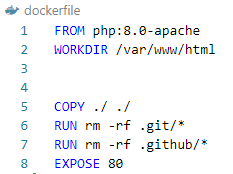 dockerfile
1 FROM php:8.0-apache
2 WORKDIR /var/www/html
3
4
5 COPY ./ ./
6 RUN rm -rf .git/*
7 RUN rm -rf .github/*
8 EXPOSE 80